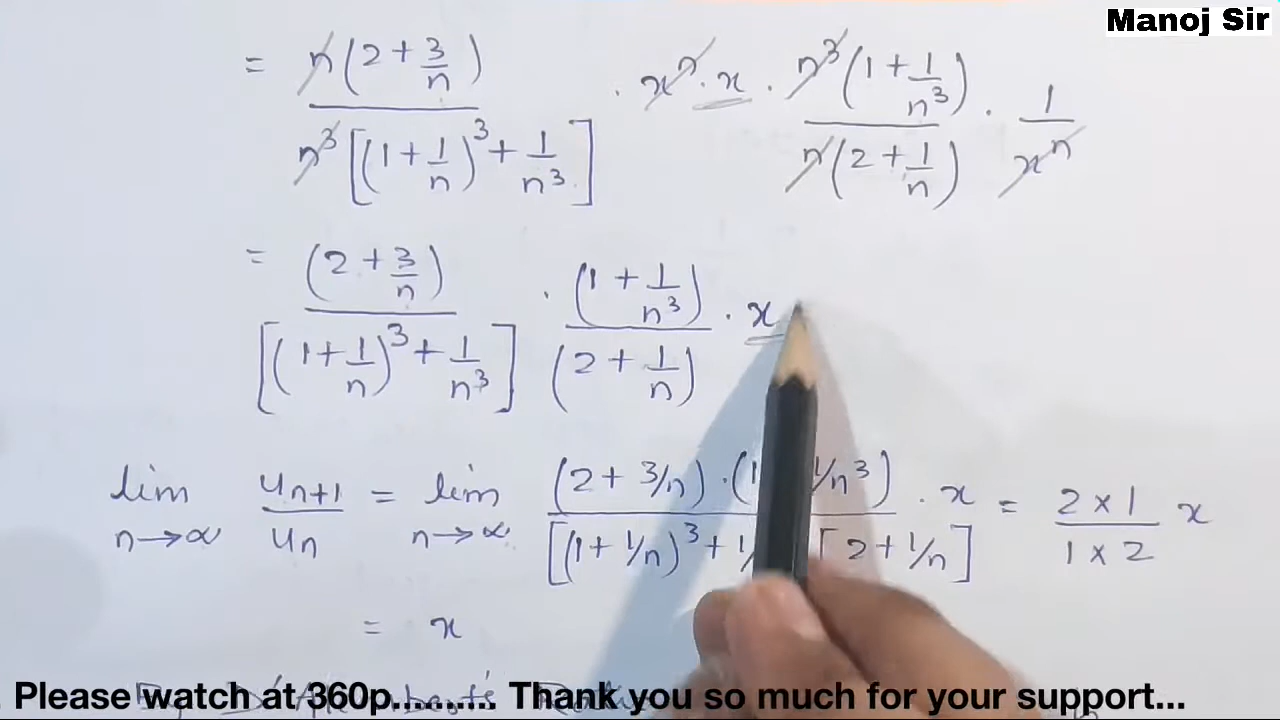 Manoj Sir
= n(2 + 3/n) / n³[(1 + 1/n)³ + 1/n³] . xⁿ . x . n³(1 + 1/n³) / n(2 + 1/n) . 1/xⁿ
= (2 + 3/n) / [(1 + 1/n)³ + 1/n³] . (1 + 1/n³) / (2 + 1/n) . x
lim n→∞ uₙ₊₁/uₙ = lim n→∞ (2 + 3/n) . (1 1/n³) / [(1 + 1/n)³ + 1/ [2 + 1/n] . x = 2 × 1 / 1 × 2 x
= x
Please watch at 360p.......... Thank you so much for your support...